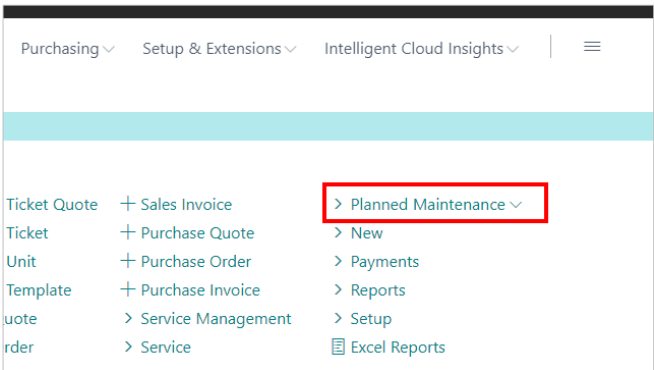 Purchasing Setup & Extensions Intelligent Cloud Insights
Ticket Quote + Sales Invoice > Planned Maintenance
Ticket + Purchase Quote > New
Unit + Purchase Order > Payments
Template + Purchase Invoice > Reports
uote > Service Management > Setup
rder > Service Excel Reports